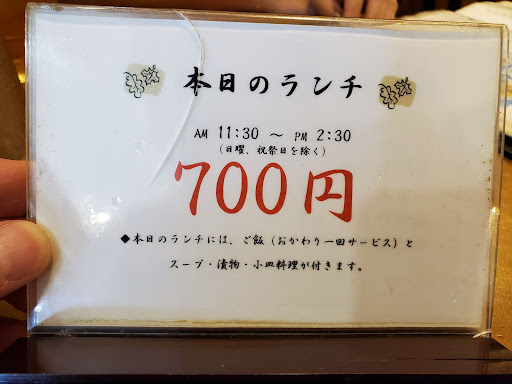 本日のランチ
AM 11:30 ～ PM 2:30
(日曜、祝祭日を除く)
700円
◆本日のランチには、ご飯(おかわり一回サービス)と
スープ・漬物・小皿料理が付きます。